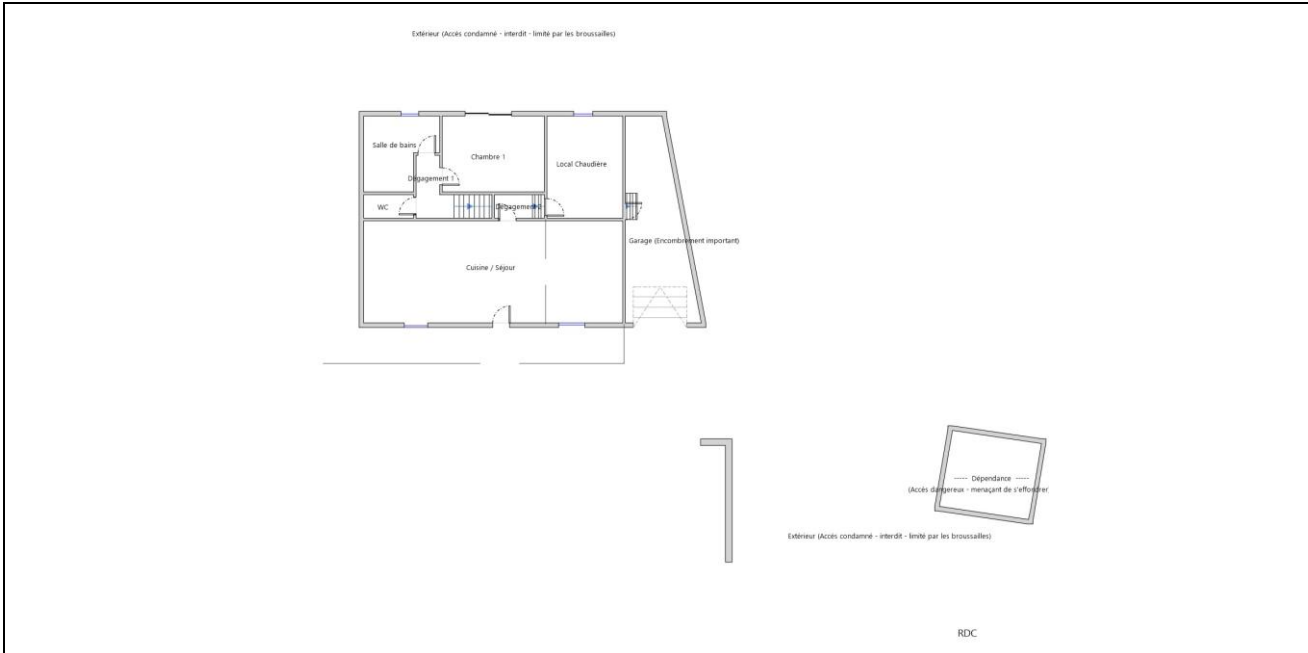 Extérieur (Accès condamné - interdit - limité par les broussailles)
Salle de bains
Chambre 1
Local Chaudière
Dégagement 1
WC
Dégagement 2
Garage (Encombrement important)
Cuisine / Séjour
Dépendance
(Accès dangereux - menaçant de s'effondrer
Extérieur (Accès condamné - interdit - limité par les broussailles)
RDC